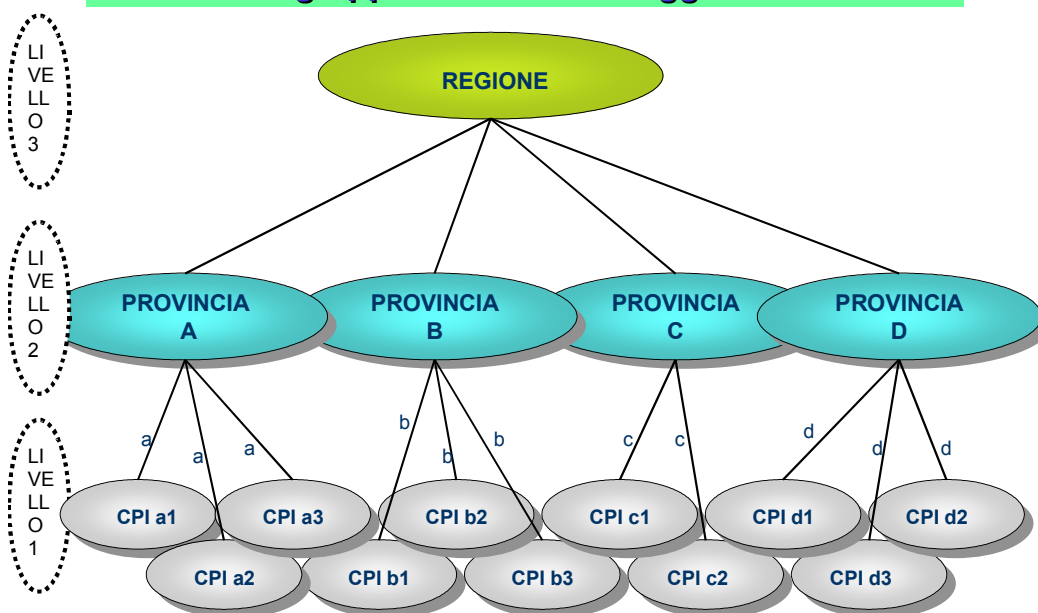 LI
VE
LL
O
3
REGIONE
LI
VE
LL
O
2
PROVINCIA
A
PROVINCIA
B
PROVINCIA
C
PROVINCIA
D
a
a
a
b
b
b
c
c
d
d
d
LI
VE
LL
O
1
CPI a1
CPI a3
CPI b2
CPI c1
CPI d1
CPI d2
CPI a2
CPI b1
CPI b3
CPI c2
CPI d3